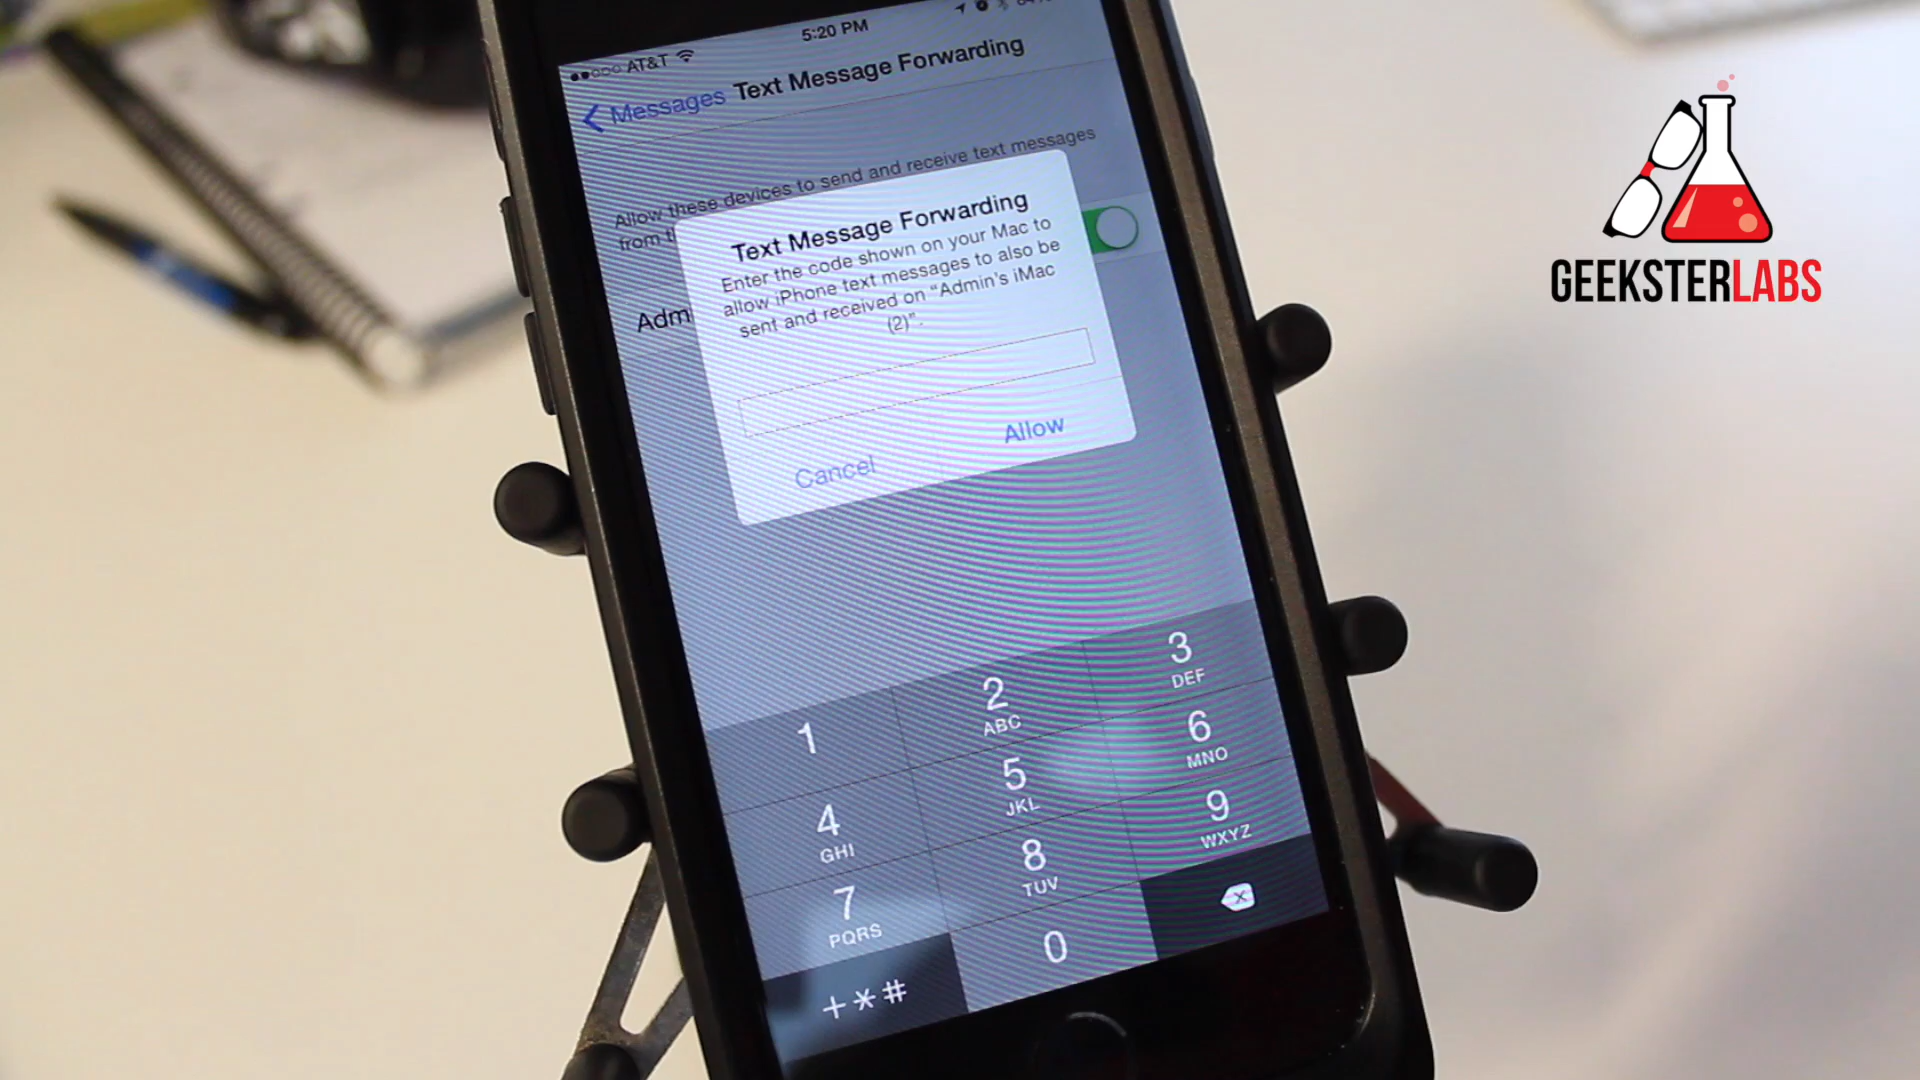 5:20 PM
AT&T
Messages Text Message Forwarding
Allow these devices to send and receive text messages
from
Text Message Forwarding
Enter the code shown on your Mac to
allow iPhone text messages to also be
sent and received on “Admin's iMac
(2)”.
Adm
Cancel Allow
1
2
ABC
3
DEF
4
GHI
5
JKL
6
MNO
7
PQRS
8
TUV
9
WXYZ
+*#
0
GEEKSTERLABS